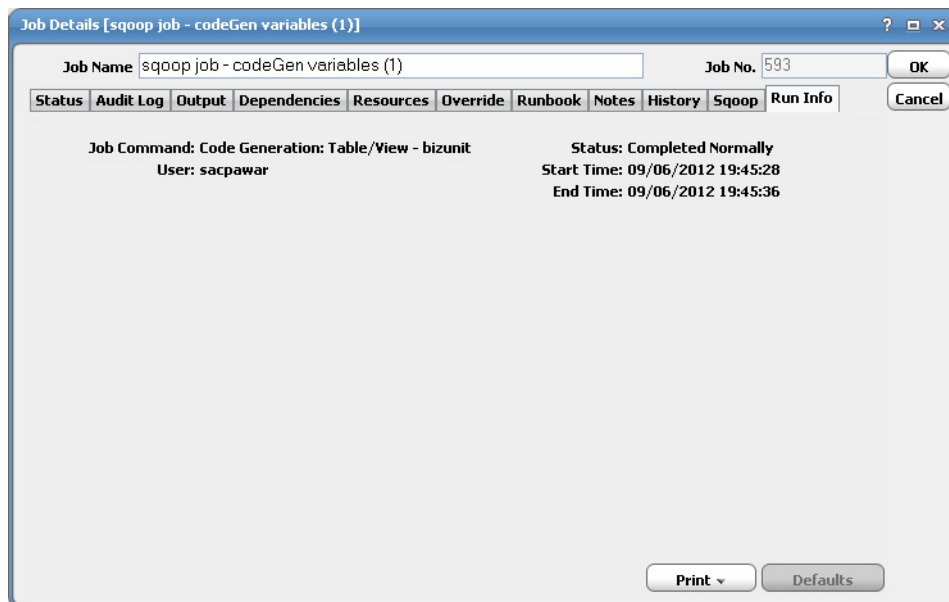 Job Details [sqoop job - codeGen variables (1)] ?
Job Name sqoop job - codeGen variables (1) Job No. 593 OK
Status Audit Log Output Dependencies Resources Override Runbook Notes History Sqoop Run Info Cancel
Job Command: Code Generation: Table/View - bizunit Status: Completed Normally
User: sacpawar Start Time: 09/06/2012 19:45:28
End Time: 09/06/2012 19:45:36
Print Defaults